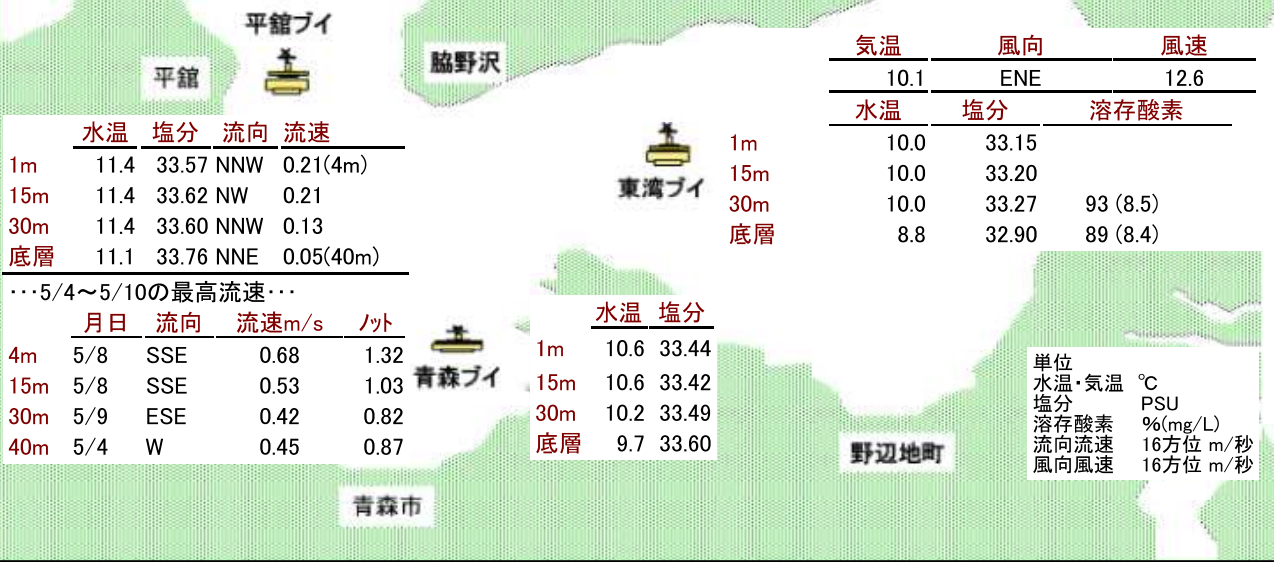 平舘ブイ
平舘
脇野沢
水温 塩分 流向 流速
1m 11.4 33.57 NNW 0.21(4m)
15m 11.4 33.62 NW 0.21
30m 11.4 33.60 NNW 0.13
底層 11.1 33.76 NNE 0.05(40m)
･･･5/4～5/10の最高流速･･･
月日 流向 流速m/s ﾉｯﾄ
4m 5/8 SSE 0.68 1.32
15m 5/8 SSE 0.53 1.03
30m 5/9 ESE 0.42 0.82
40m 5/4 W 0.45 0.87
東湾ブイ
気温 風向 風速
10.1 ENE 12.6
水温 塩分 溶存酸素
1m 10.0 33.15
15m 10.0 33.20
30m 10.0 33.27 93 (8.5)
底層 8.8 32.90 89 (8.4)
青森ブイ
水温 塩分
1m 10.6 33.44
15m 10.6 33.42
30m 10.2 33.49
底層 9.7 33.60
青森市
野辺地町
単位
水温･気温 ℃
塩分 PSU
溶存酸素 %(mg/L)
流向流速 16方位 m/秒
風向風速 16方位 m/秒